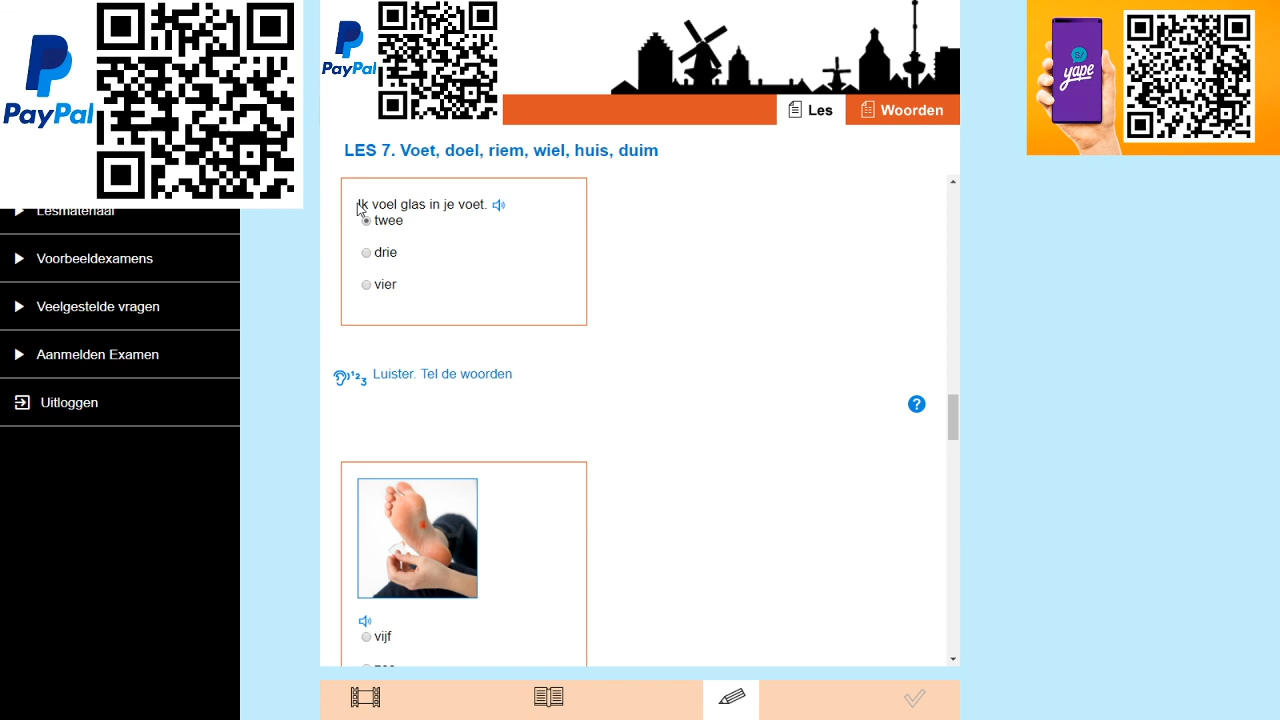 PayPal
PayPal
yape
Les
Woorden
LES 7. Voet, doel, riem, wiel, huis, duim
Lesmateriaal
Voorbeeldexamens
Veelgestelde vragen
Aanmelden Examen
Uitloggen
Ik voel glas in je voet.
twee
drie
vier
Luister. Tel de woorden
?
vijf